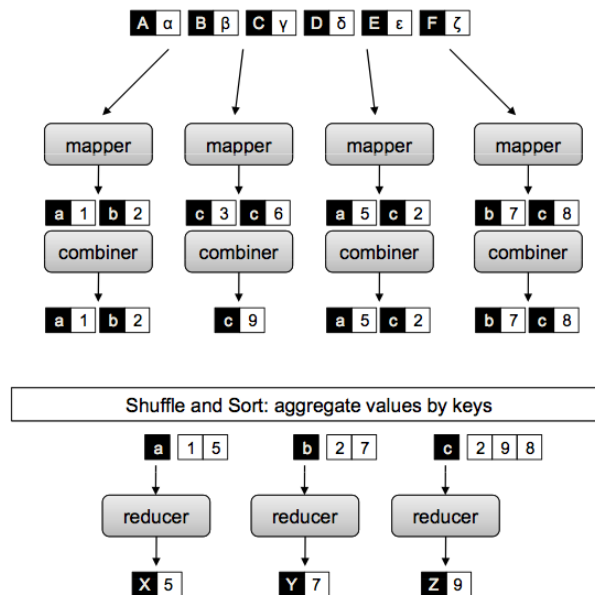 A α B β C γ D δ E ε F ζ
mapper mapper mapper mapper
a 1 b 2 c 3 c 6 a 5 c 2 b 7 c 8
combiner combiner combiner combiner
a 1 b 2 c 9 a 5 c 2 b 7 c 8
Shuffle and Sort: aggregate values by keys
a 1 5 b 2 7 c 2 9 8
reducer reducer reducer
X 5 Y 7 Z 9